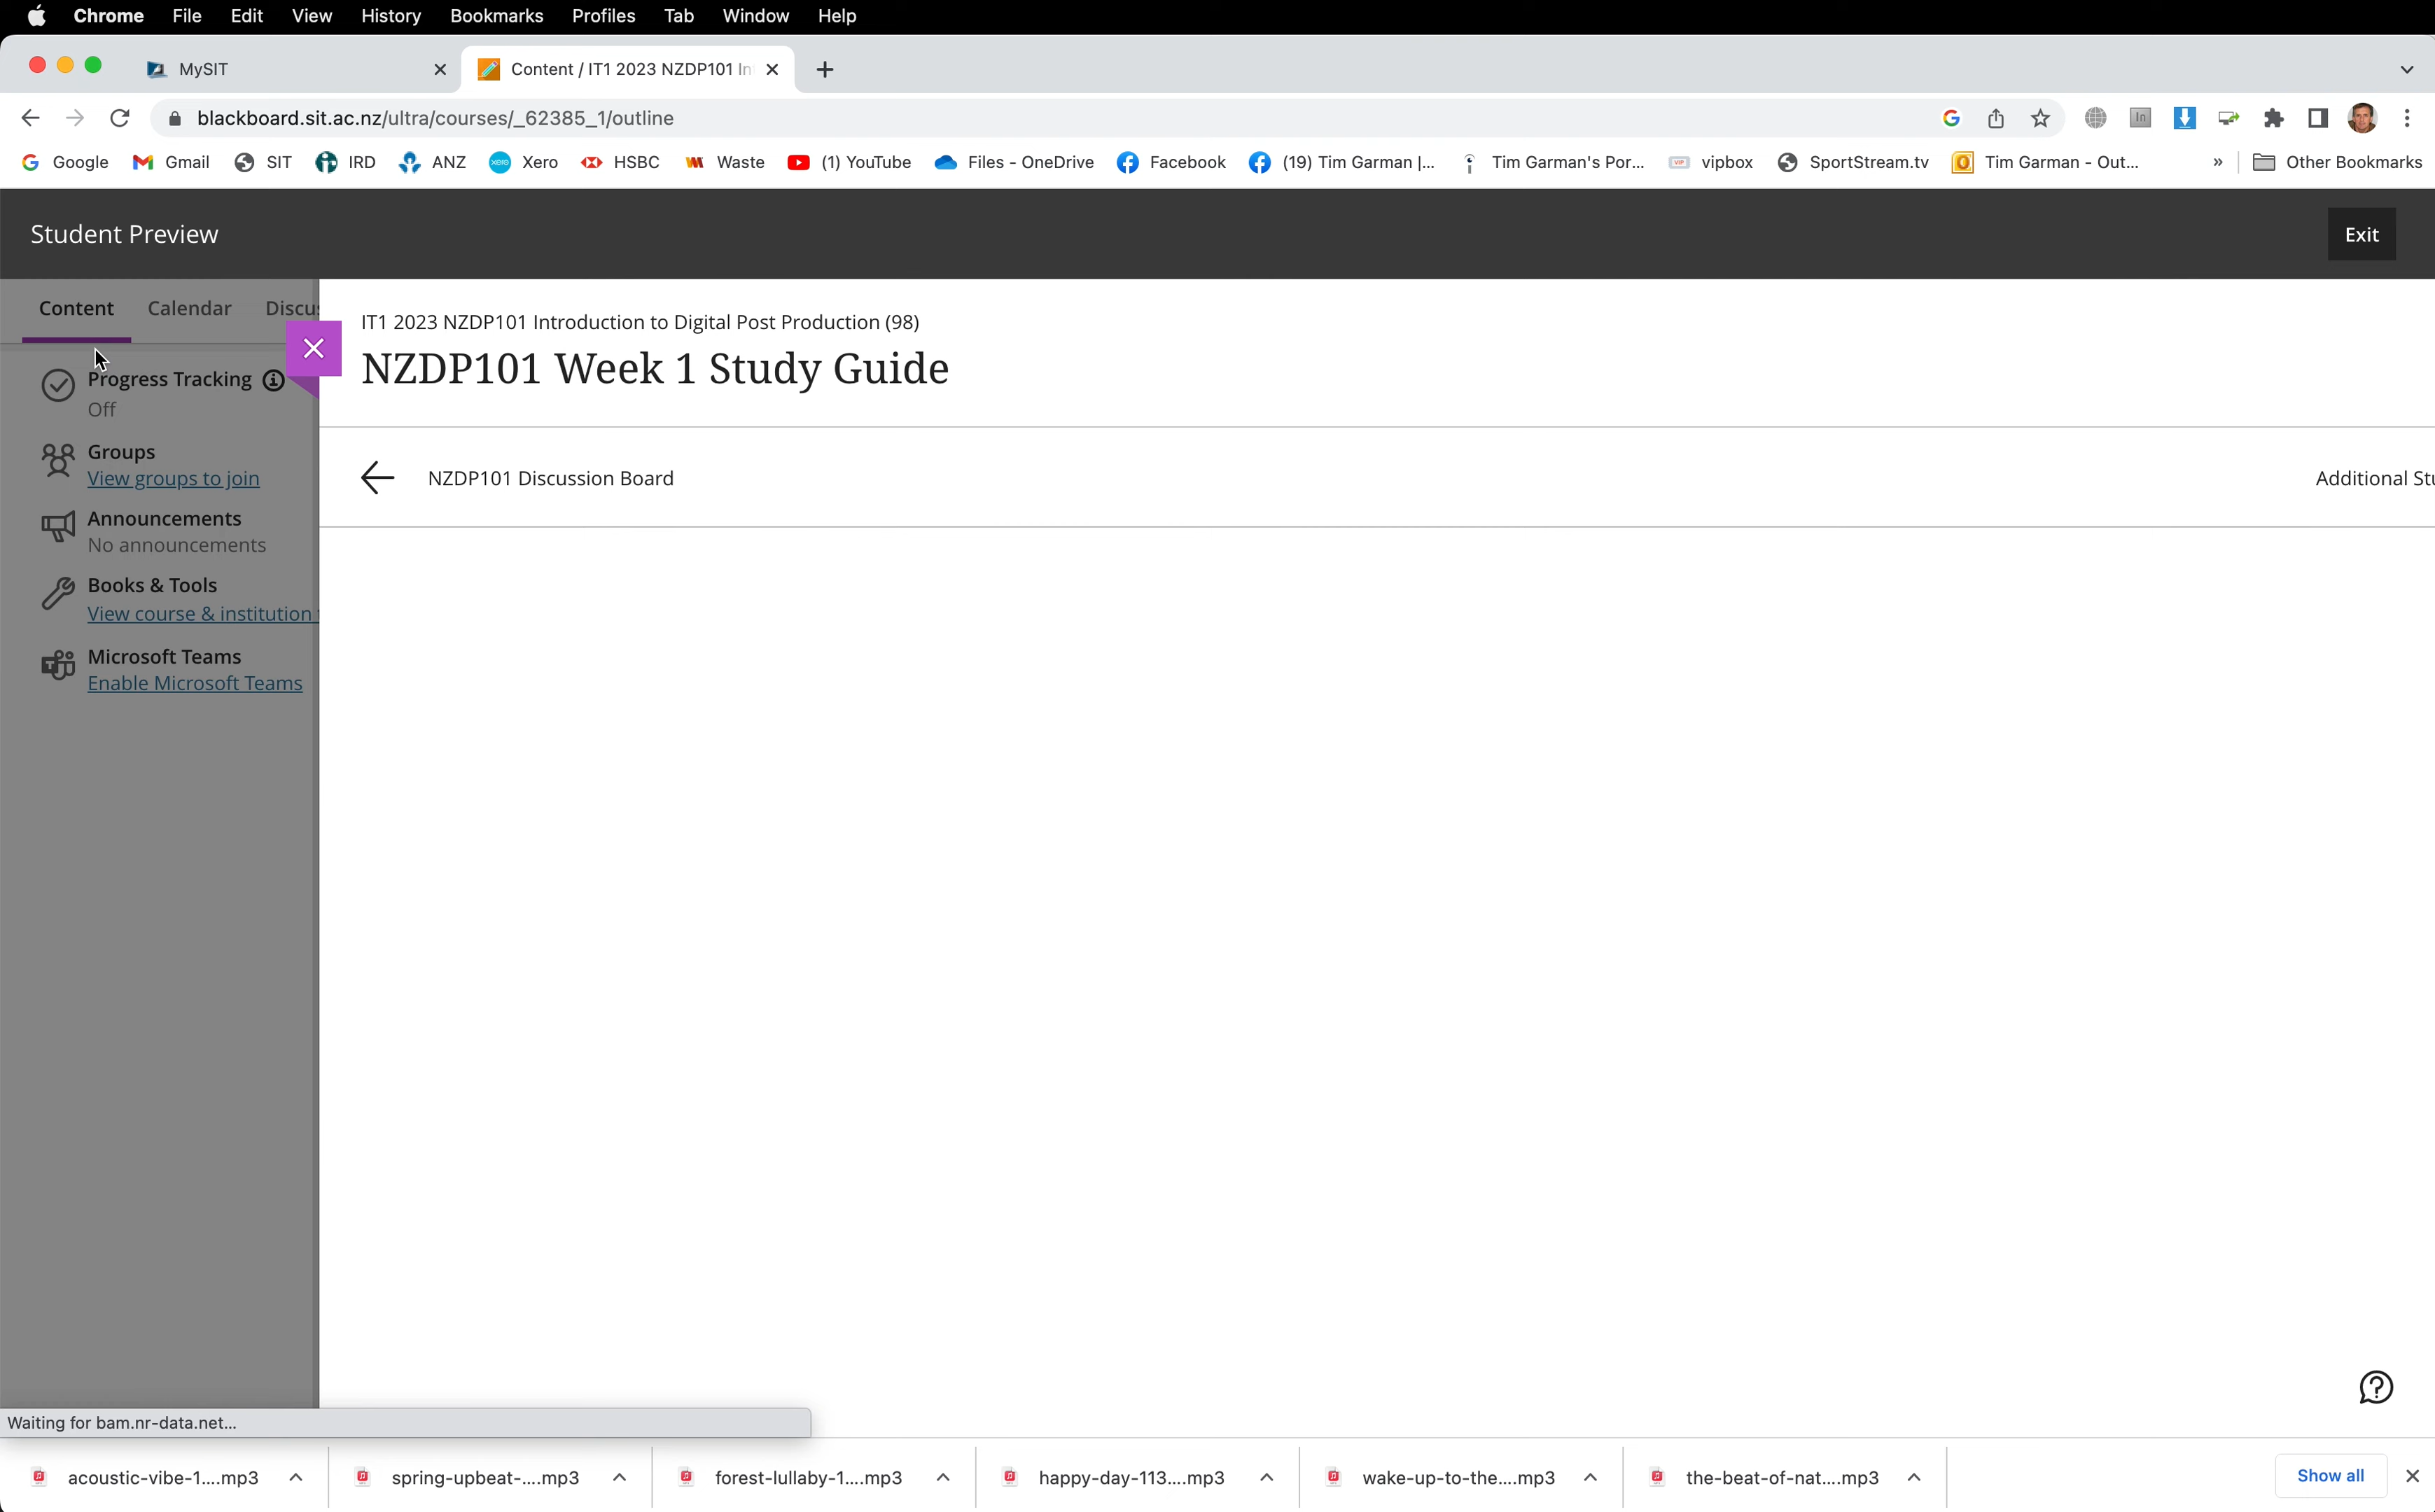 Chrome File Edit View History Bookmarks Profiles Tab Window Help
MySIT Content / IT1 2023 NZDP101 In
blackboard.sit.ac.nz/ultra/courses/_62385_1/outline
Google Gmail SIT IRD ANZ Xero HSBC Waste (1) YouTube Files - OneDrive Facebook (19) Tim Garman |... Tim Garman's Por... vipbox SportStream.tv Tim Garman - Out... » Other Bookmarks
Student Preview Exit
Content Calendar Discus
IT1 2023 NZDP101 Introduction to Digital Post Production (98)
NZDP101 Week 1 Study Guide
Progress Tracking
Off
Groups
View groups to join
NZDP101 Discussion Board Additional Stu
Announcements
No announcements
Books & Tools
View course & institution
Microsoft Teams
Enable Microsoft Teams
Waiting for bam.nr-data.net...
acoustic-vibe-1....mp3 spring-upbeat-....mp3 forest-lullaby-1....mp3 happy-day-113....mp3 wake-up-to-the....mp3 the-beat-of-nat....mp3 Show all